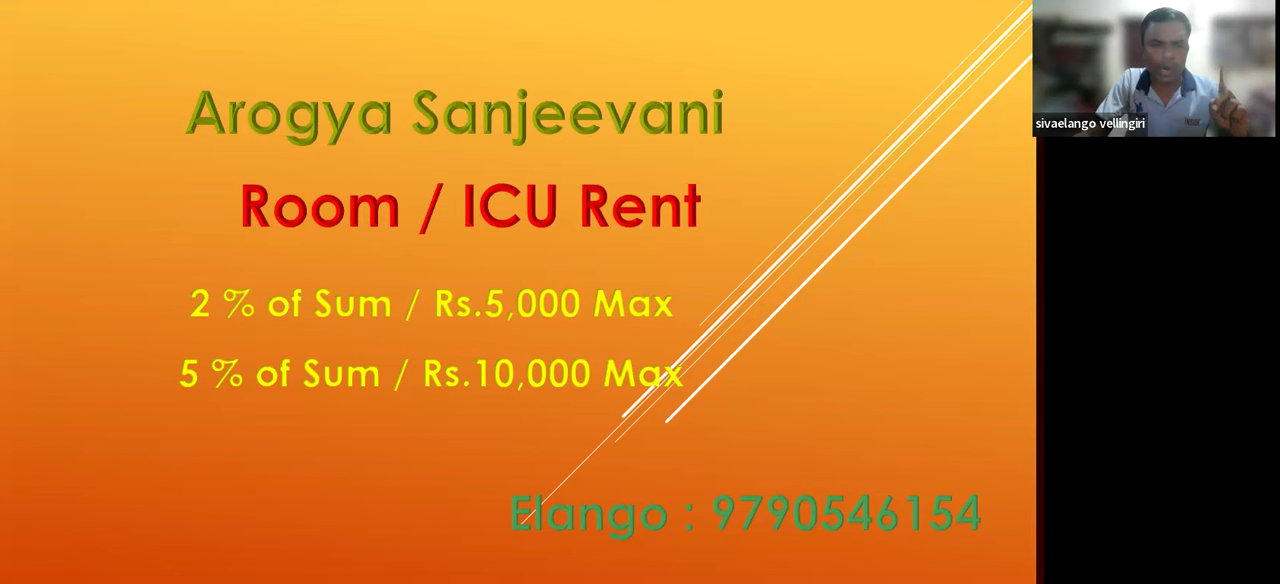 Arogya Sanjeevani
Room / ICU Rent
2 % of Sum / Rs.5,000 Max
5 % of Sum / Rs.10,000 Max
Elango : 9790546154
sivaelango vellingiri